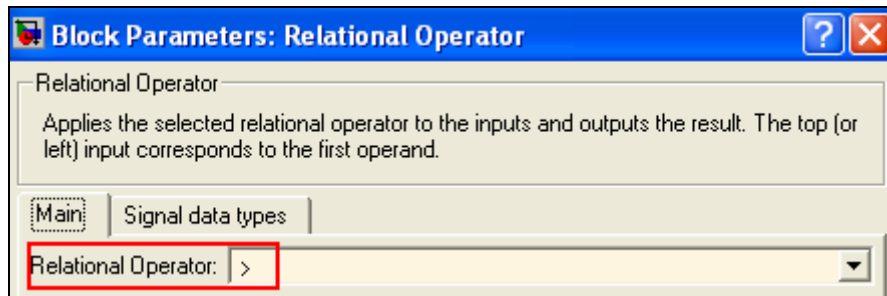 Block Parameters: Relational Operator
Relational Operator
Applies the selected relational operator to the inputs and outputs the result. The top (or
left) input corresponds to the first operand.
Main Signal data types
Relational Operator: >